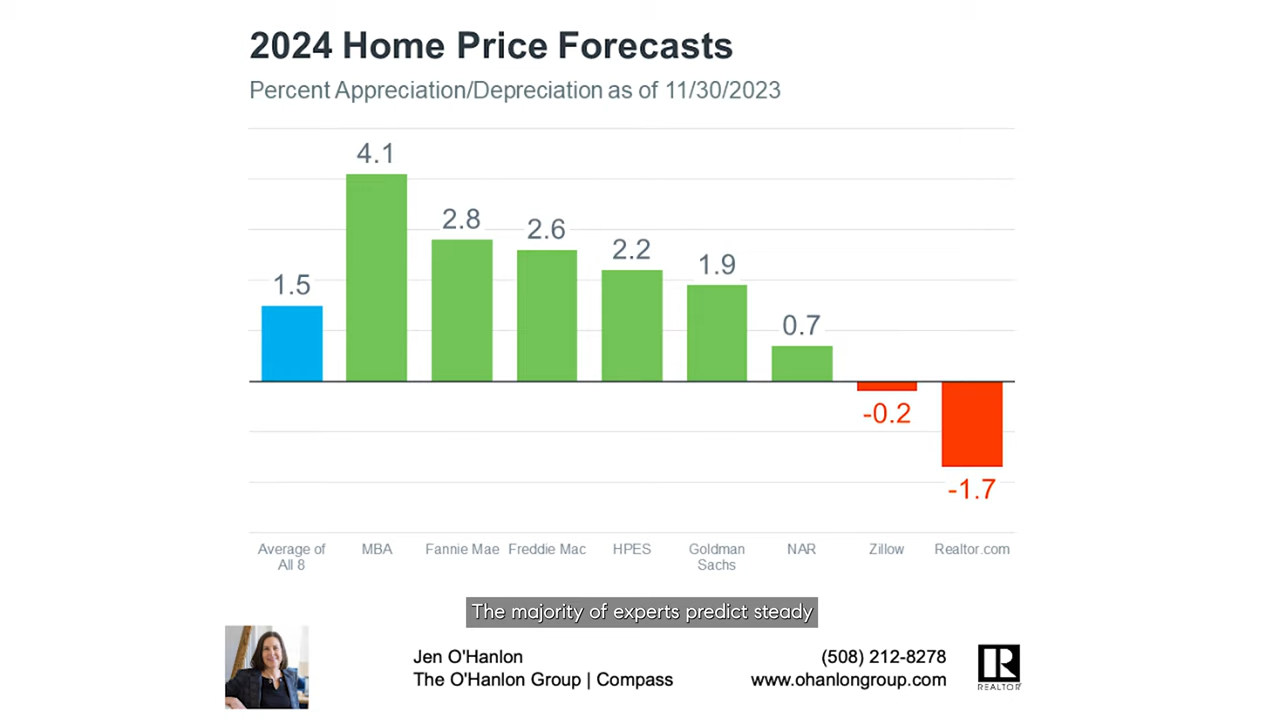 2024 Home Price Forecasts
Percent Appreciation/Depreciation as of 11/30/2023
4.1
2.8
2.6
2.2
1.9
1.5
0.7
-0.2
-1.7
Average of All 8
MBA
Fannie Mae
Freddie Mac
HPES
Goldman Sachs
NAR
Zillow
Realtor.com
The majority of experts predict steady
Jen O'Hanlon
The O'Hanlon Group | Compass
(508) 212-8278
www.ohanlongroup.com
R
REALTOR®